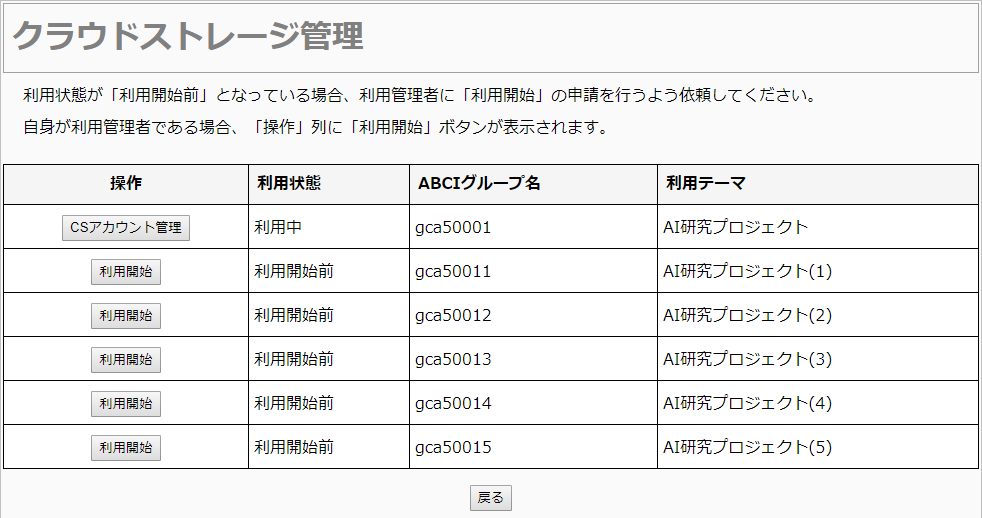 クラウドストレージ管理
利用状態が「利用開始前」となっている場合、利用管理者に「利用開始」の申請を行うよう依頼してください。
自身が利用管理者である場合、「操作」列に「利用開始」ボタンが表示されます。
操作 利用状態 ABCIグループ名 利用テーマ
CSアカウント管理 利用中 gca50001 AI研究プロジェクト
利用開始 利用開始前 gca50011 AI研究プロジェクト(1)
利用開始 利用開始前 gca50012 AI研究プロジェクト(2)
利用開始 利用開始前 gca50013 AI研究プロジェクト(3)
利用開始 利用開始前 gca50014 AI研究プロジェクト(4)
利用開始 利用開始前 gca50015 AI研究プロジェクト(5)
戻る